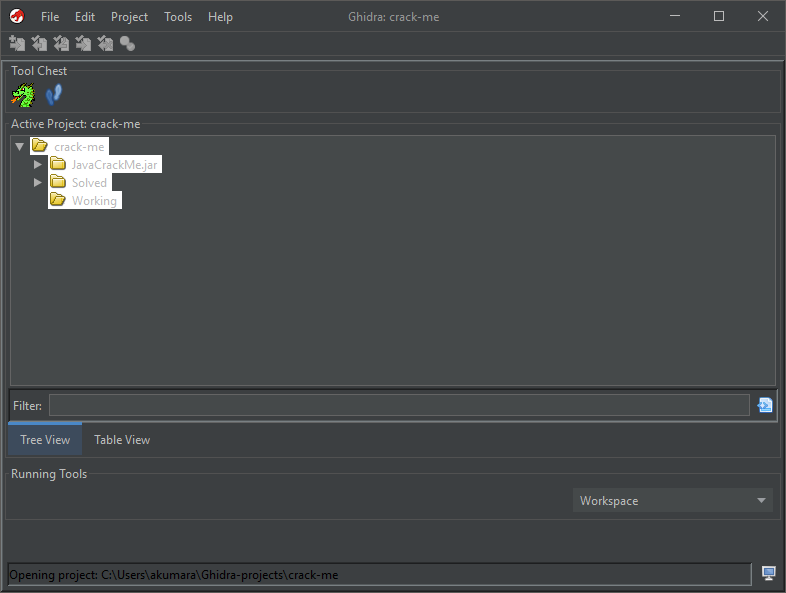 File Edit Project Tools Help Ghidra: crack-me
Tool Chest
Active Project: crack-me
crack-me
JavaCrackMe.jar
Solved
Working
Filter:
Tree View Table View
Running Tools
Workspace
Opening project: C:\Users\akumara\Ghidra-projects\crack-me